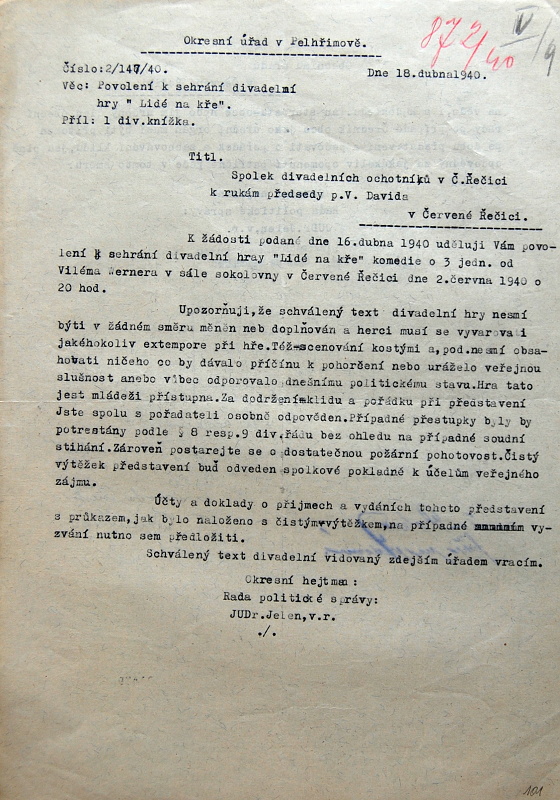 872/40 IV/9
Okresní úřad v Pelhřimově.
Číslo:2/147/40.
Dne 18.dubna1940.
Věc: Povolení k sehrání divadelní
hry " Lidé na kře".
Příl: 1 div.knížka.
Titl.
Spolek divadelních ochotníků v Č.Řečici
k rukám předsedy p.V. Davida
v Červené Řečici.
K žádosti podané dne 16.dubna 1940 uděluji Vám povo-
lení k sehrání divadelní hray "Lidé na kře" komedie o 3 jedn. od
Viléma Wernera v sále sokolovny v Červené Řečici dne 2.června 1940 o
20 hod.
Upozorňuji,že schválený text divadelní hry nesmí
býti v žádném směru měněn neb doplňován a herci musí se vyvarovati
jakéhokoliv extempore při hře.Též scenování kostými a,pod.nesmí obsa-
hovati ničeho co by dávalo příčinu k pohoršení nebo uráželo veřejnou
slušnost anebo vůbec odporovalo dnešnímu politickému stavu.Hra tato
jest mládeži přístupna.Za dodržení klidu a pořádku při představení
Jste spolu s pořadateli osobně odpověden.Případné přestupky byly by
potrestány podle § 8 resp.9 div.řádu bez ohledu na případné soudní
stihání.Zároveň postarejte se o dostatečnou požární pohotovost.Čistý
výtěžek představení buď odveden spolkové pokladně k účelům veřejného
zájmu.
Účty a doklady o příjmech a vydáních tohoto představení
s průkazem,jak bylo naloženo s čistým výtěžkem,na případné vy-
zvání nutno sem předložiti.
Schválený text divadelní vidovaný zdejším úřadem vracím.
Okresní hejtman:
Rada politické správy:
JUDr.Jelen,v.r.
./.
101